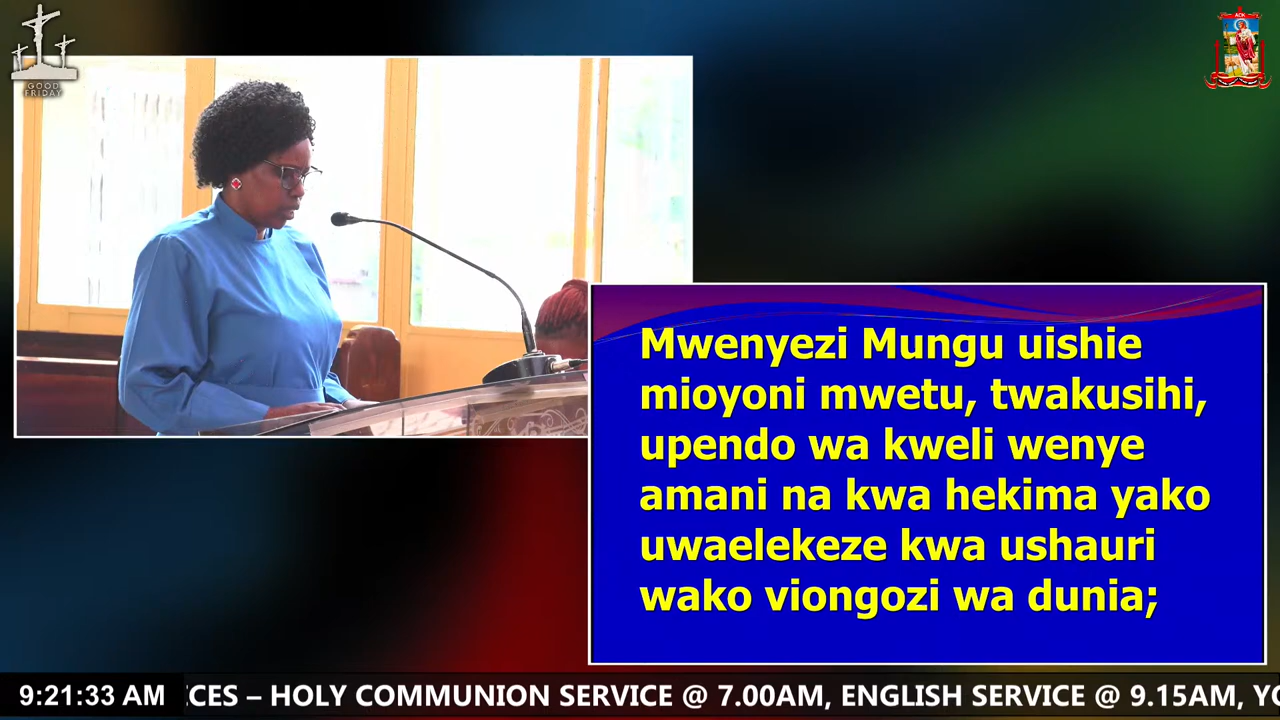 GOOD
FRIDAY
ACK
Mwenyezi Mungu uishie
mioyoni mwetu, twakusihi,
upendo wa kweli wenye
amani na kwa hekima yako
uwaelekeze kwa ushauri
wako viongozi wa dunia;
9:21:33 AM
CES – HOLY COMMUNION SERVICE @ 7.00AM, ENGLISH SERVICE @ 9.15AM,